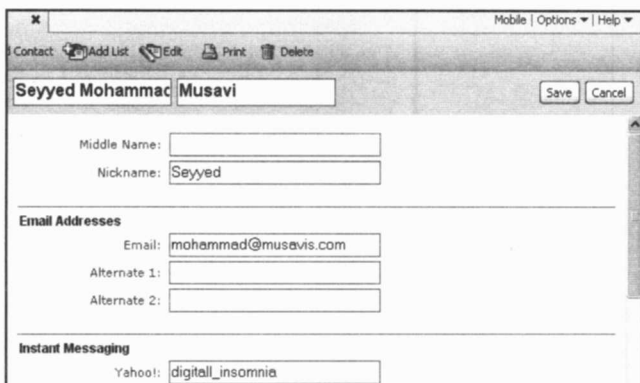 Mobile | Options ▾ | Help ▾
Contact Add List Edit Print Delete
Seyyed Mohammac Musavi Save Cancel
Middle Name:
Nickname: Seyyed
Email Addresses
Email: mohammad@musavis.com
Alternate 1:
Alternate 2:
Instant Messaging
Yahoo!: digitall_insomnia